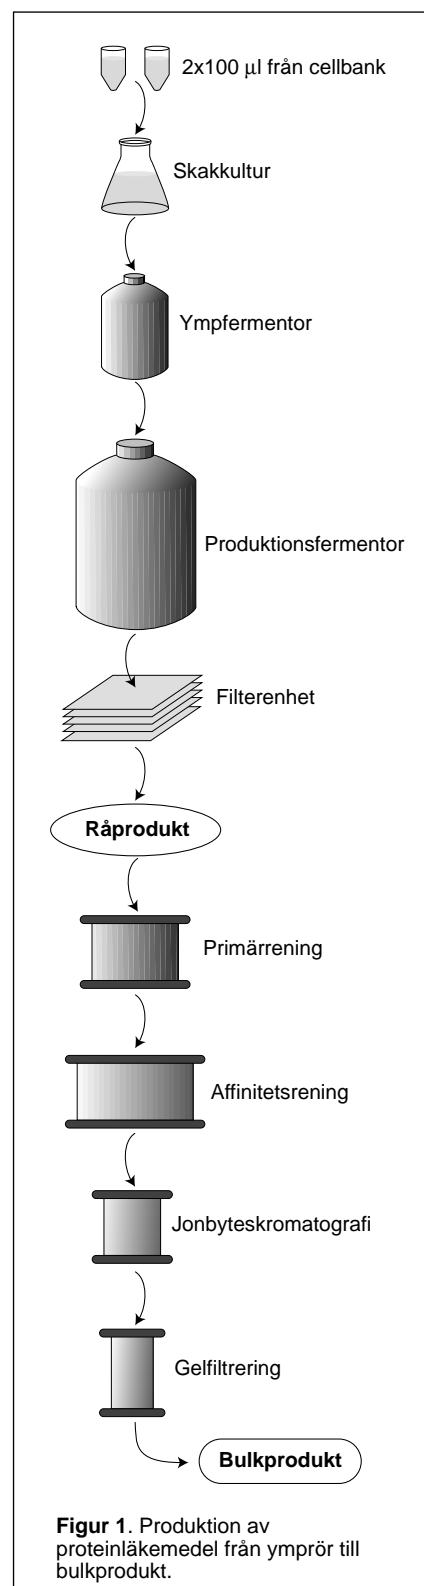 2x100 µl från cellbank
Skakkultur
Ympfermentor
Produktionsfermentor
Filterenhet
Råprodukt
Primärrening
Affinitetsrening
Jonbyteskromatografi
Gelfiltrering
Bulkprodukt
Figur 1. Produktion av
proteinläkemedel från ymprör till
bulkprodukt.